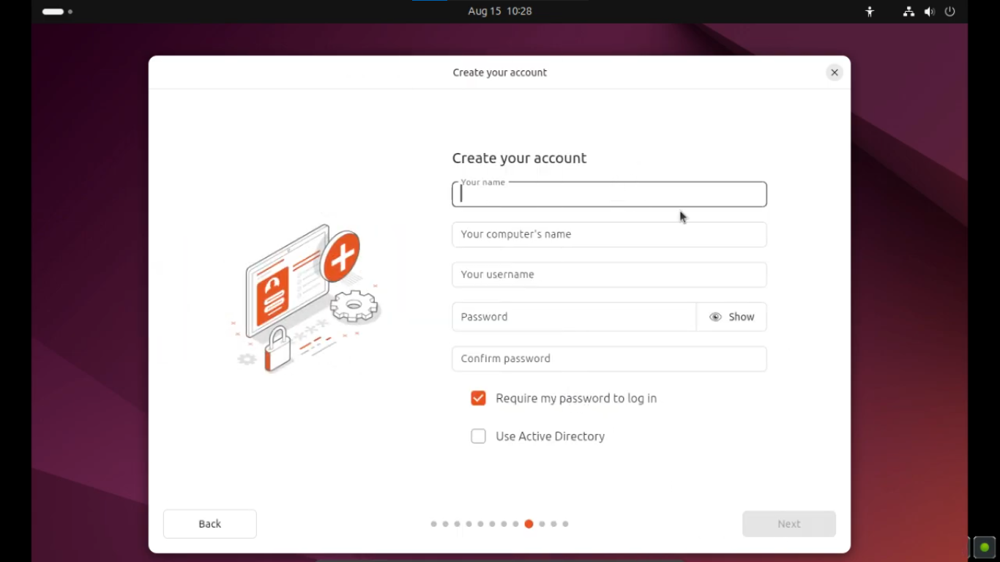 Aug 15 10:28
Create your account
Create your account
Your name
Your computer's name
Your username
Password
Show
Confirm password
Require my password to log in
Use Active Directory
Back
Next